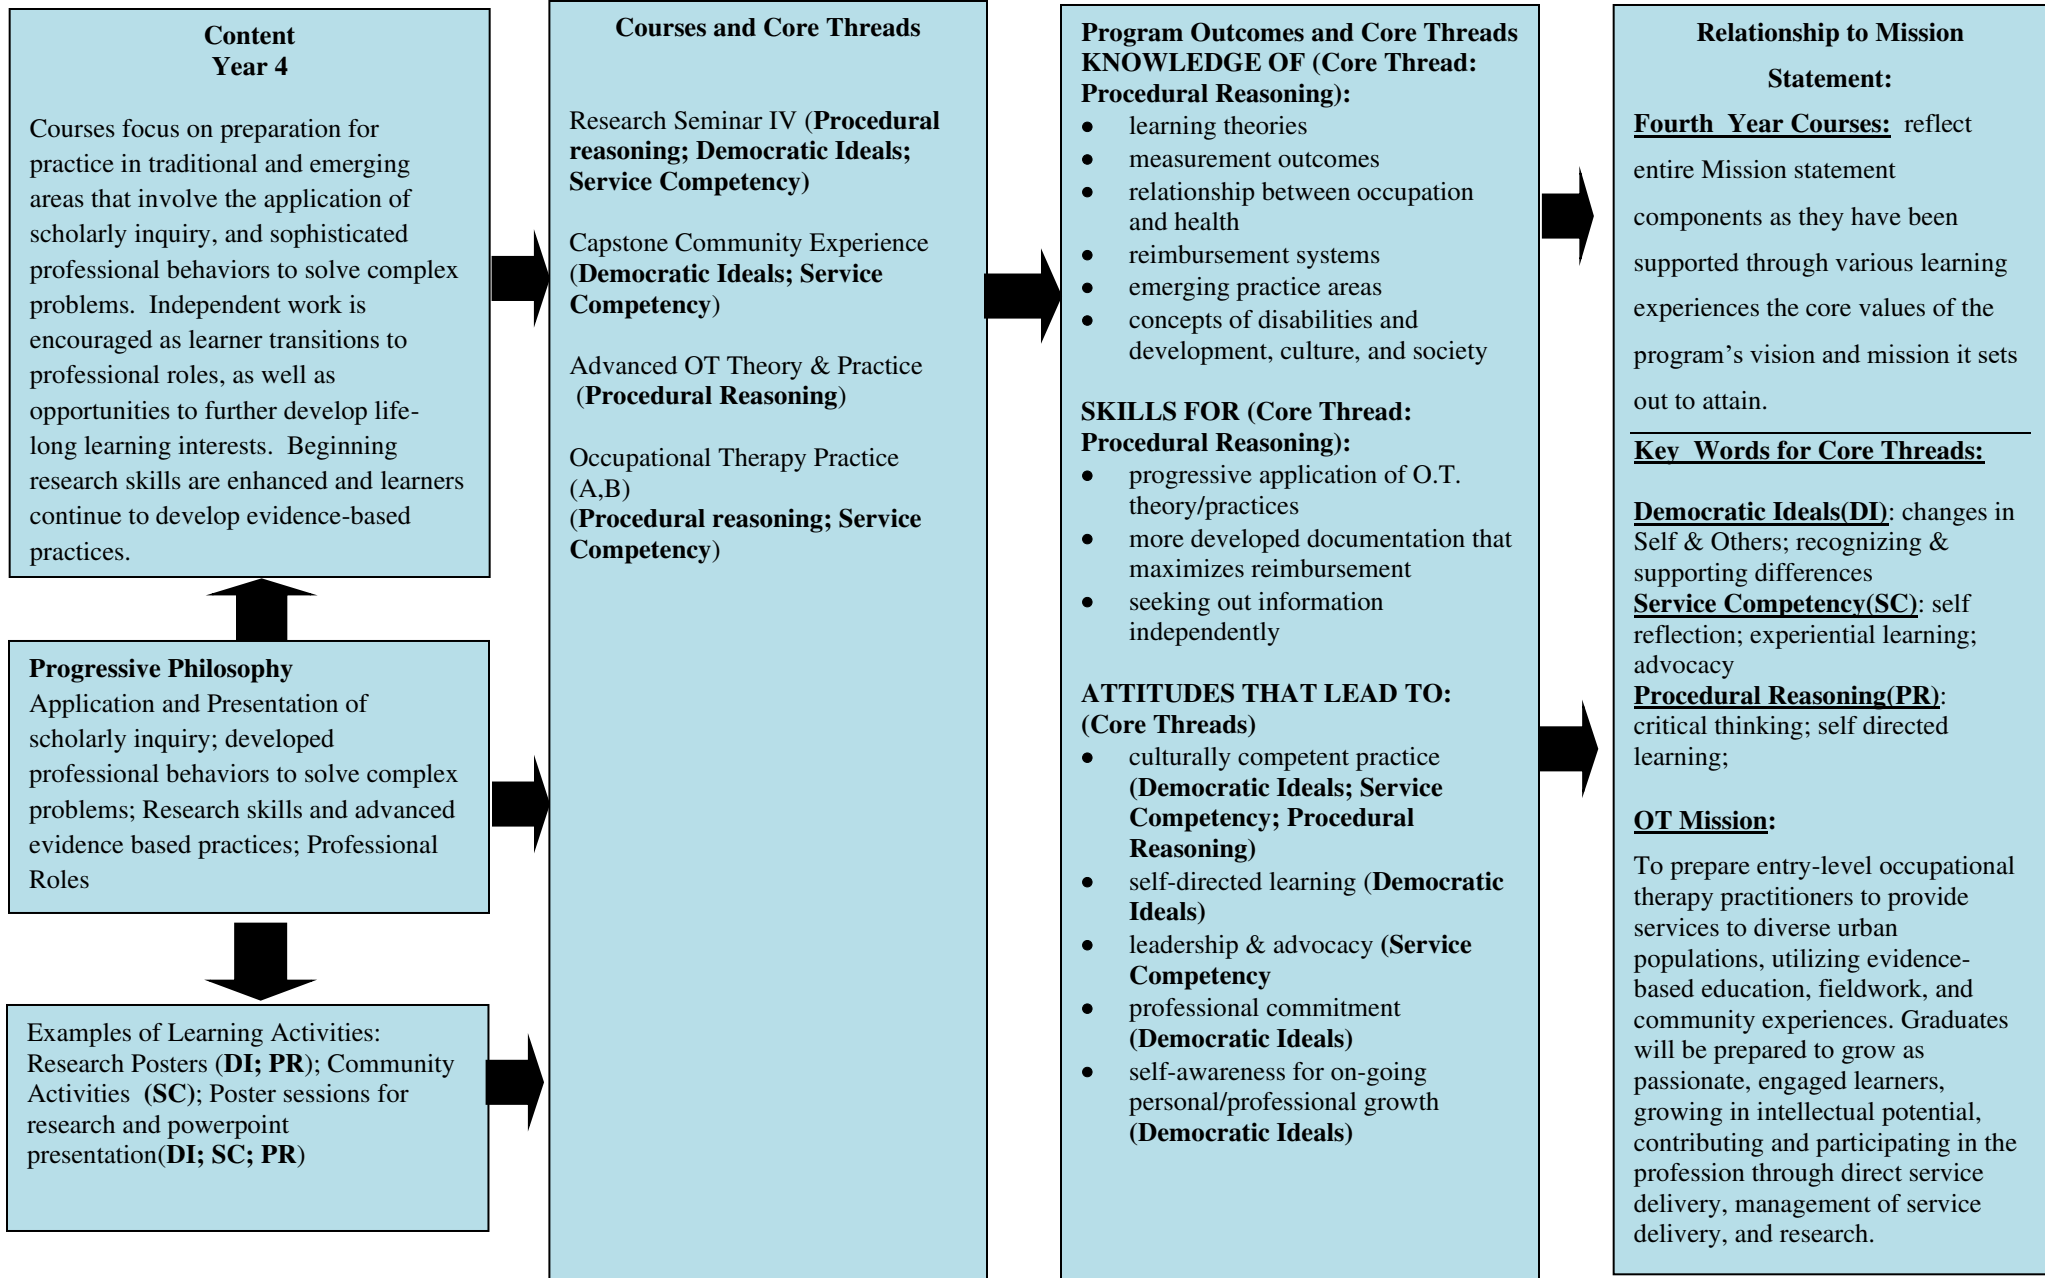 Content
Year 4
Courses focus on preparation for
practice in traditional and emerging
areas that involve the application of
scholarly inquiry, and sophisticated
professional behaviors to solve complex
problems.  Independent work is
encouraged as learner transitions to
professional roles, as well as
opportunities to further develop life-
long learning interests.  Beginning
research skills are enhanced and learners
continue to develop evidence-based
practices.
Progressive Philosophy
Application and Presentation of
scholarly inquiry; developed
professional behaviors to solve complex
problems; Research skills and advanced
evidence based practices; Professional
Roles
Examples of Learning Activities:
Research Posters (DI; PR); Community
Activities  (SC); Poster sessions for
research and powerpoint
presentation(DI; SC; PR)
Courses and Core Threads
Research Seminar IV (Procedural
reasoning; Democratic Ideals;
Service Competency)
Capstone Community Experience
(Democratic Ideals; Service
Competency)
Advanced OT Theory & Practice
(Procedural Reasoning)
Occupational Therapy Practice
(A,B)
(Procedural reasoning; Service
Competency)
Program Outcomes and Core Threads
KNOWLEDGE OF (Core Thread:
Procedural Reasoning):
• learning theories
• measurement outcomes
• relationship between occupation
and health
• reimbursement systems
• emerging practice areas
• concepts of disabilities and
development, culture, and society
SKILLS FOR (Core Thread:
Procedural Reasoning):
• progressive application of O.T.
theory/practices
• more developed documentation that
maximizes reimbursement
• seeking out information
independently
ATTITUDES THAT LEAD TO:
(Core Threads)
• culturally competent practice
(Democratic Ideals; Service
Competency; Procedural
Reasoning)
• self-directed learning (Democratic
Ideals)
• leadership & advocacy (Service
Competency
• professional commitment
(Democratic Ideals)
• self-awareness for on-going
personal/professional growth
(Democratic Ideals)
Relationship to Mission
Statement:
Fourth  Year Courses:  reflect
entire Mission statement
components as they have been
supported through various learning
experiences the core values of the
program's vision and mission it sets
out to attain.
Key  Words for Core Threads:
Democratic Ideals(DI): changes in
Self & Others; recognizing &
supporting differences
Service Competency(SC): self
reflection; experiential learning;
advocacy
Procedural Reasoning(PR):
critical thinking; self directed
learning;
OT Mission:
To prepare entry-level occupational
therapy practitioners to provide
services to diverse urban
populations, utilizing evidence-
based education, fieldwork, and
community experiences. Graduates
will be prepared to grow as
passionate, engaged learners,
growing in intellectual potential,
contributing and participating in the
profession through direct service
delivery, management of service
delivery, and research.